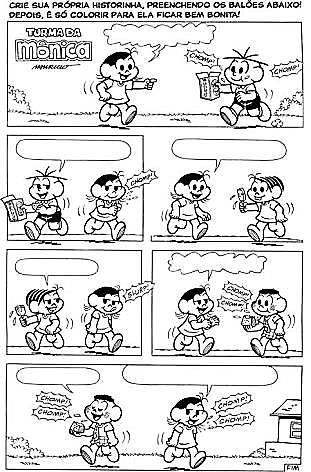 CRIE SUA PRÓPRIA HISTORINHA, PREENCHENDO OS BALÕES ABAIXO!
DEPOIS, É SÓ COLORIR PARA ELA FICAR BEM BONITA!
TURMA DA
Mônica
MAURICIO
CHOMP!
CHOMP!
CHOMP!
SLURP!
CHOMP!
CHOMP!
CHOMP!
CHOMP!
CHOMP!
CHOMP!
FIM